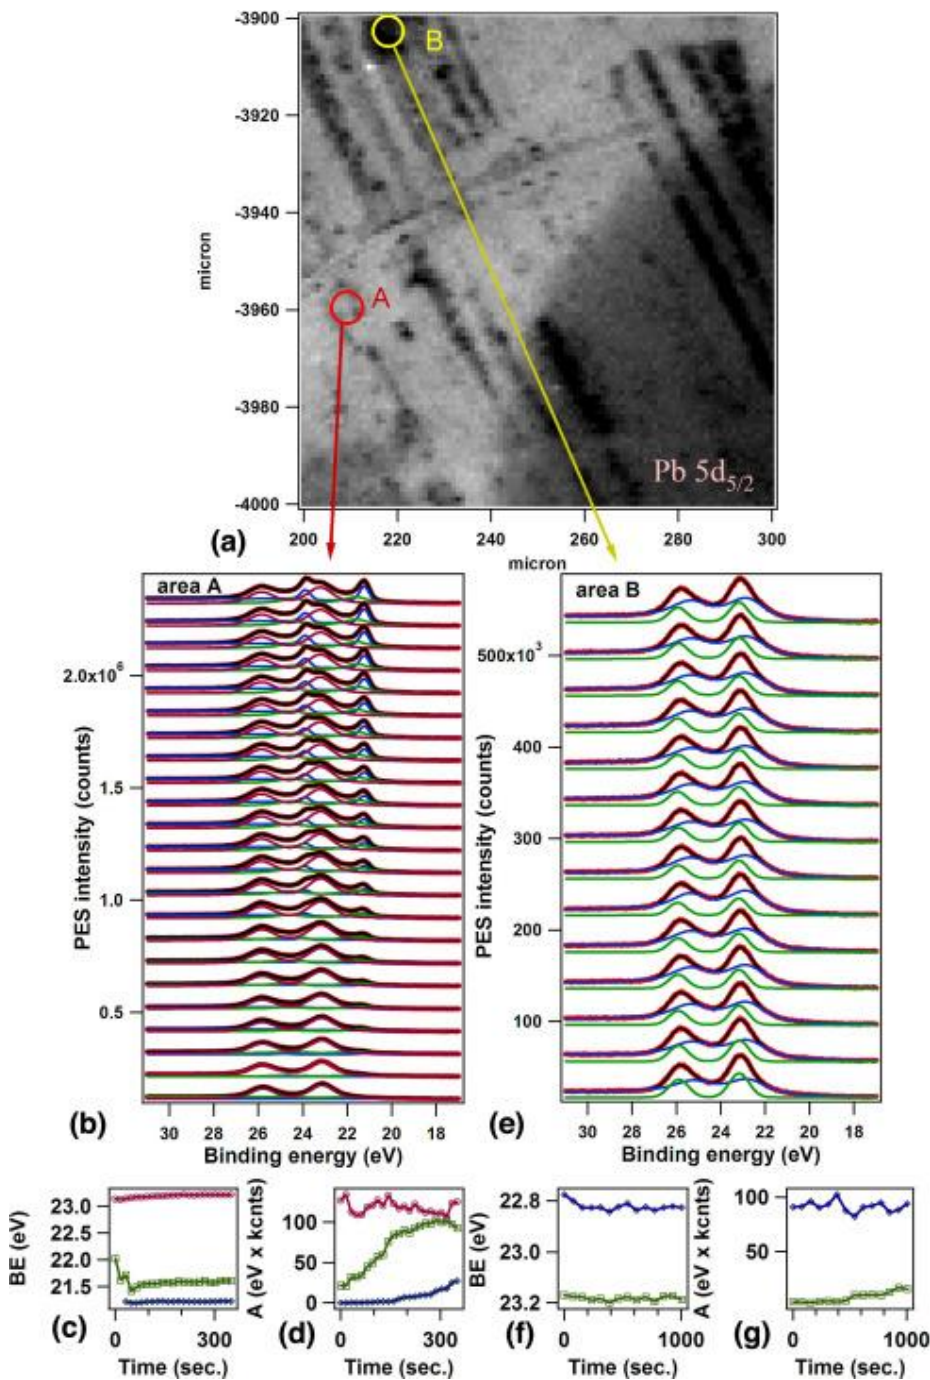 -3900
-3920
-3940
-3960
-3980
-4000
micron
B
A
Pb 5d5/2
(a)
200 220 240 260 280 300
micron
area A
2.0x10^6
1.5
1.0
0.5
PES intensity (counts)
(b)
30 28 26 24 22 20 18
Binding energy (eV)
area B
500x10^3
400
300
200
100
PES intensity (counts)
(e)
30 28 26 24 22 20 18
Binding energy (eV)
23.0
22.5
22.0
21.5
BE (eV)
(c)
0 300
Time (sec.)
100
50
0
A (eV x kcnts)
(d)
0 300
Time (sec.)
22.8
23.0
23.2
BE (eV)
(f)
0 1000
Time (sec.)
100
50
A (eV x kcnts)
(g)
0 1000
Time (sec.)